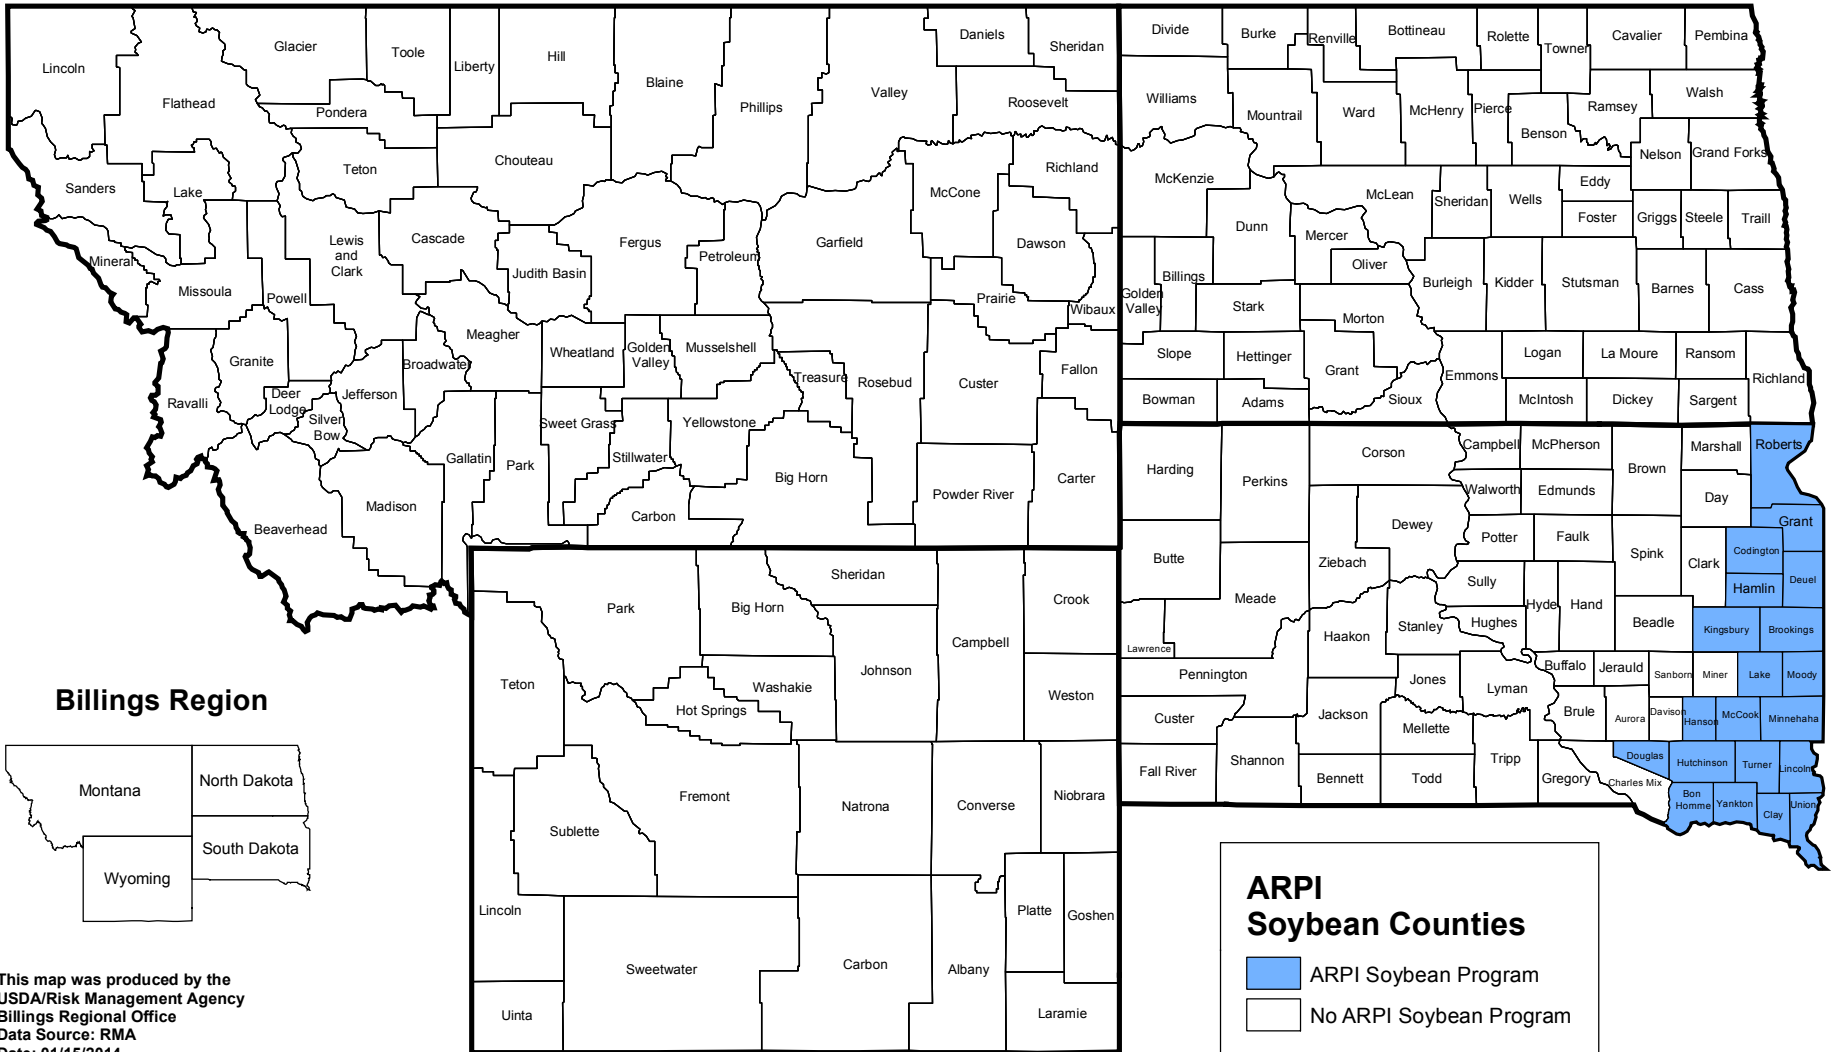 Lincoln
Flathead
Glacier
Toole
Liberty
Hill
Blaine
Phillips
Valley
Daniels
Sheridan
Roosevelt
Pondera
Teton
Chouteau
Richland
McCone
Sanders
Lake
Lewis
and
Clark
Cascade
Judith Basin
Fergus
Petroleum
Garfield
Dawson
Mineral
Missoula
Powell
Prairie
Wibaux
Meagher
Wheatland
Golden
Valley
Musselshell
Granite
Broadwater
Treasure
Rosebud
Custer
Fallon
Ravalli
Deer
Lodge
Jefferson
Silver
Bow
Sweet Grass
Yellowstone
Stillwater
Gallatin
Park
Big Horn
Powder River
Carter
Madison
Carbon
Beaverhead
Divide
Burke
Renville
Bottineau
Rolette
Towner
Cavalier
Pembina
Williams
Mountrail
Ward
McHenry
Pierce
Benson
Ramsey
Walsh
Nelson
Grand Forks
McKenzie
McLean
Sheridan
Wells
Eddy
Foster
Griggs
Steele
Traill
Dunn
Mercer
Oliver
Billings
Golden
Valley
Stark
Burleigh
Kidder
Stutsman
Barnes
Cass
Morton
Slope
Hettinger
Grant
Logan
La Moure
Ransom
Richland
Emmons
Bowman
Adams
Sioux
McIntosh
Dickey
Sargent
Harding
Perkins
Corson
Campbell
McPherson
Brown
Marshall
Roberts
Walworth
Edmunds
Day
Dewey
Potter
Faulk
Spink
Grant
Codington
Clark
Deuel
Hamlin
Butte
Ziebach
Meade
Sully
Hyde
Hand
Beadle
Kingsbury
Brookings
Haakon
Stanley
Hughes
Lawrence
Pennington
Jones
Lyman
Buffalo
Jerauld
Sanborn
Miner
Lake
Moody
Custer
Jackson
Mellette
Brule
Aurora
Davison
Hanson
McCook
Minnehaha
Fall River
Shannon
Bennett
Todd
Tripp
Gregory
Charles Mix
Douglas
Hutchinson
Turner
Lincoln
Bon
Homme
Yankton
Clay
Union
Park
Big Horn
Sheridan
Campbell
Crook
Teton
Johnson
Washakie
Hot Springs
Weston
Fremont
Natrona
Converse
Niobrara
Sublette
Lincoln
Platte
Goshen
Sweetwater
Carbon
Albany
Uinta
Laramie
Billings Region
Montana
North Dakota
South Dakota
Wyoming
This map was produced by the
USDA/Risk Management Agency
Billings Regional Office
Data Source: RMA
Date: 01/15/2014
ARPI
Soybean Counties
ARPI Soybean Program
No ARPI Soybean Program